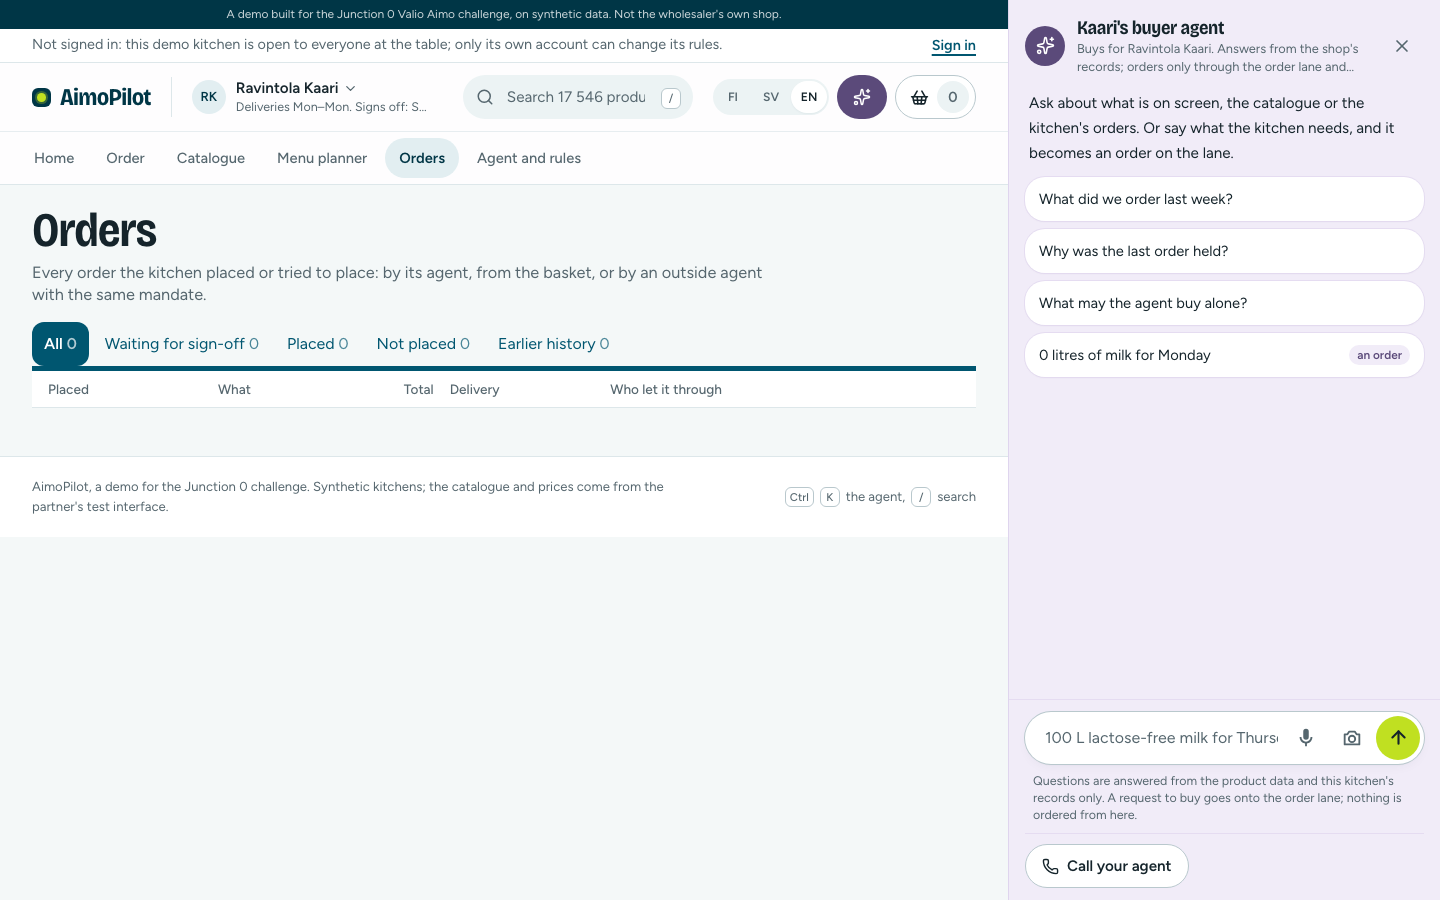 A demo built for the Junction 0 Valio Aimo challenge, on synthetic data. Not the wholesaler's own shop.
Not signed in: this demo kitchen is open to everyone at the table; only its own account can change its rules.
Sign in
AimoPilot
RK
Ravintola Kaari
Deliveries Mon–Mon. Signs off: S...
Search 17 546 produ
/
FI
SV
EN
0
Home
Order
Catalogue
Menu planner
Orders
Agent and rules
Orders
Every order the kitchen placed or tried to place: by its agent, from the basket, or by an outside agent
with the same mandate.
All 0
Waiting for sign-off 0
Placed 0
Not placed 0
Earlier history 0
Placed
What
Total
Delivery
Who let it through
AimoPilot, a demo for the Junction 0 challenge. Synthetic kitchens; the catalogue and prices come from the
partner's test interface.
Ctrl K the agent, / search
Kaari's buyer agent
Buys for Ravintola Kaari. Answers from the shop's
records; orders only through the order lane and...
Ask about what is on screen, the catalogue or the
kitchen's orders. Or say what the kitchen needs, and it
becomes an order on the lane.
What did we order last week?
Why was the last order held?
What may the agent buy alone?
0 litres of milk for Monday
an order
100 L lactose-free milk for Thurs
Questions are answered from the product data and this kitchen's
records only. A request to buy goes onto the order lane; nothing is
ordered from here.
Call your agent